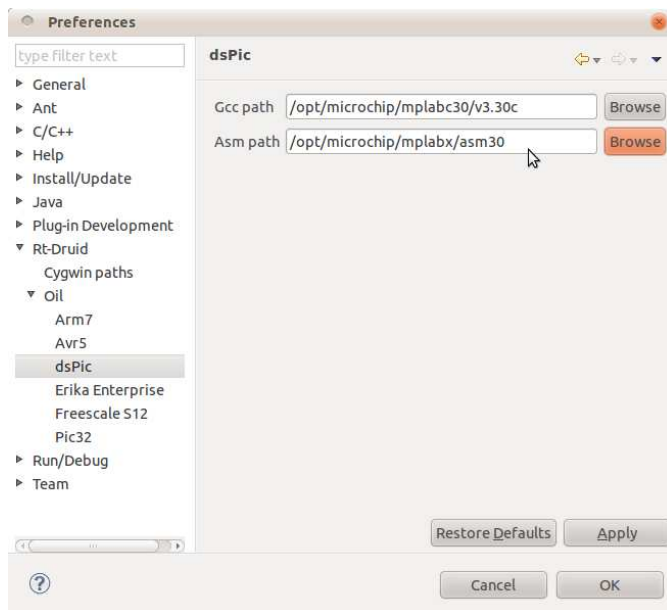 Preferences
type filter text
General
Ant
C/C++
Help
Install/Update
Java
Plug-in Development
Rt-Druid
Cygwin paths
Oil
Arm7
Avr5
dsPic
Erika Enterprise
Freescale S12
Pic32
Run/Debug
Team
dsPic
Gcc path /opt/microchip/mplabc30/v3.30c Browse
Asm path /opt/microchip/mplabx/asm30 Browse
Restore Defaults Apply
? Cancel OK